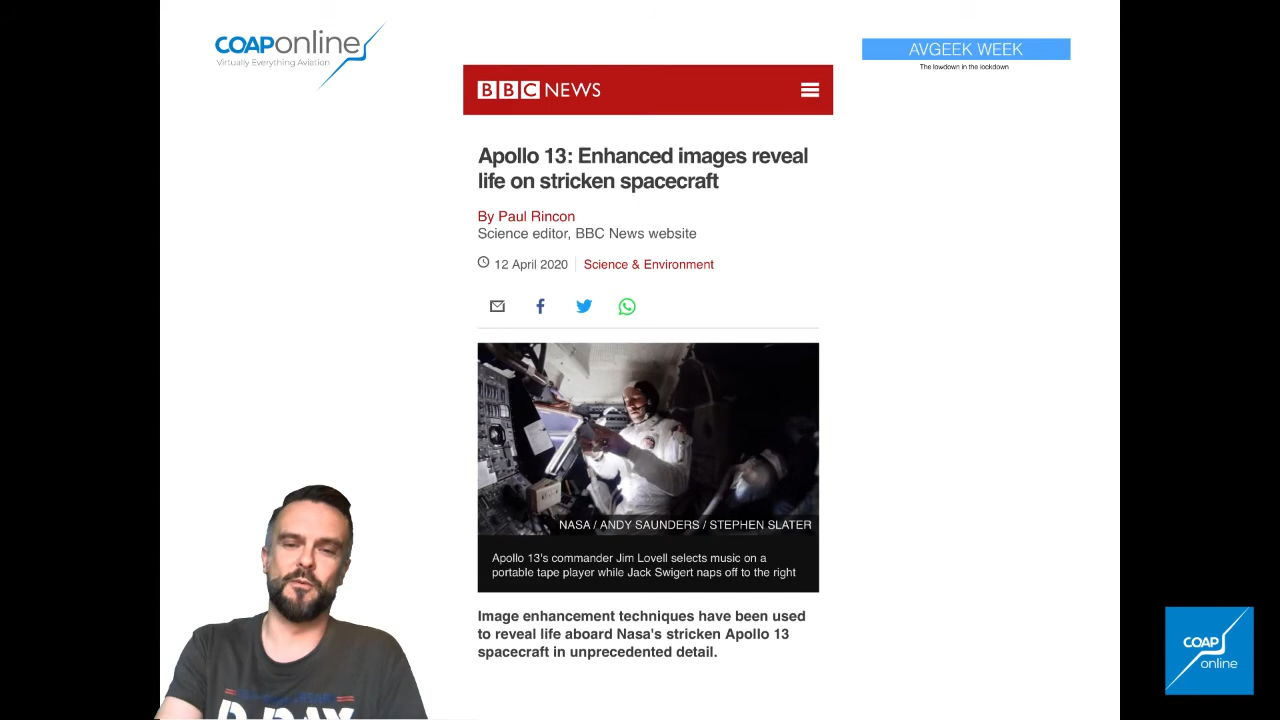 COAPonline
Virtually Everything Aviation
AVGEEK WEEK
The lowdown in the lockdown
BBC NEWS
Apollo 13: Enhanced images reveal
life on stricken spacecraft
By Paul Rincon
Science editor, BBC News website
12 April 2020
Science & Environment
NASA / ANDY SAUNDERS / STEPHEN SLATER
Apollo 13's commander Jim Lovell selects music on a
portable tape player while Jack Swigert naps off to the right
Image enhancement techniques have been used
to reveal life aboard Nasa's stricken Apollo 13
spacecraft in unprecedented detail.
D-DAY
COAP
online